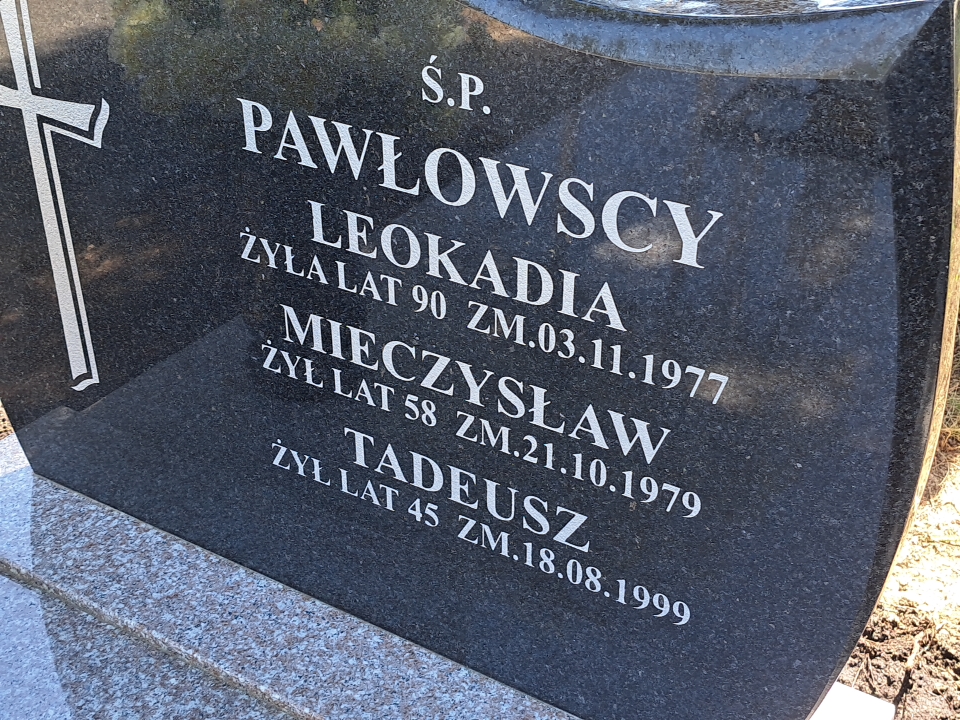 Ś.P.
PAWŁOWSCY
LEOKADIA
ŻYŁA LAT 90 ZM.03.11.1977
MIECZYSŁAW
ŻYŁ LAT 58 ZM.21.10.1979
TADEUSZ
ŻYŁ LAT 45 ZM.18.08.1999